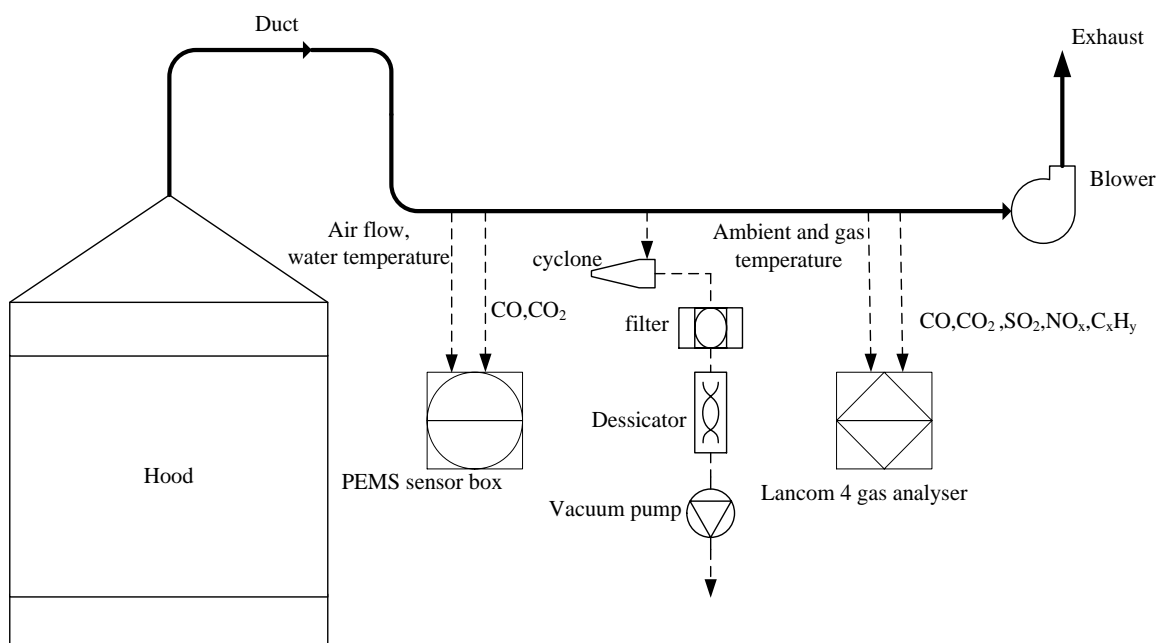 Duct
Exhaust
Blower
Air flow,
water temperature
cyclone
Ambient and gas
temperature
CO,CO₂
filter
CO,CO₂ ,SO₂,NOₓ,CₓHᵧ
Dessicator
Hood
PEMS sensor box
Lancom 4 gas analyser
Vacuum pump